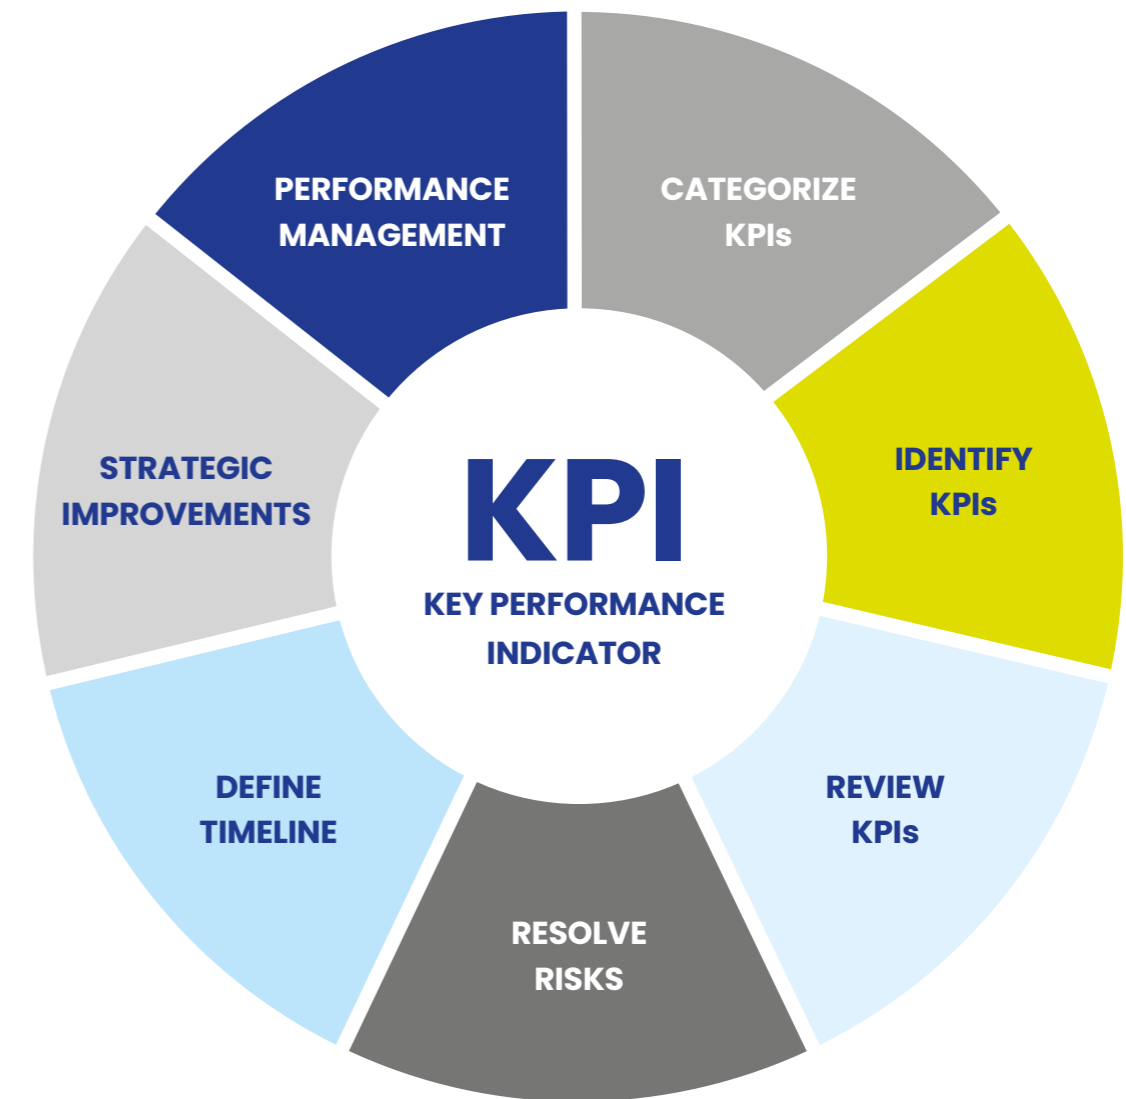 PERFORMANCE
MANAGEMENT
CATEGORIZE
KPIs
IDENTIFY
KPIs
REVIEW
KPIs
RESOLVE
RISKS
DEFINE
TIMELINE
STRATEGIC
IMPROVEMENTS
KPI
KEY PERFORMANCE
INDICATOR